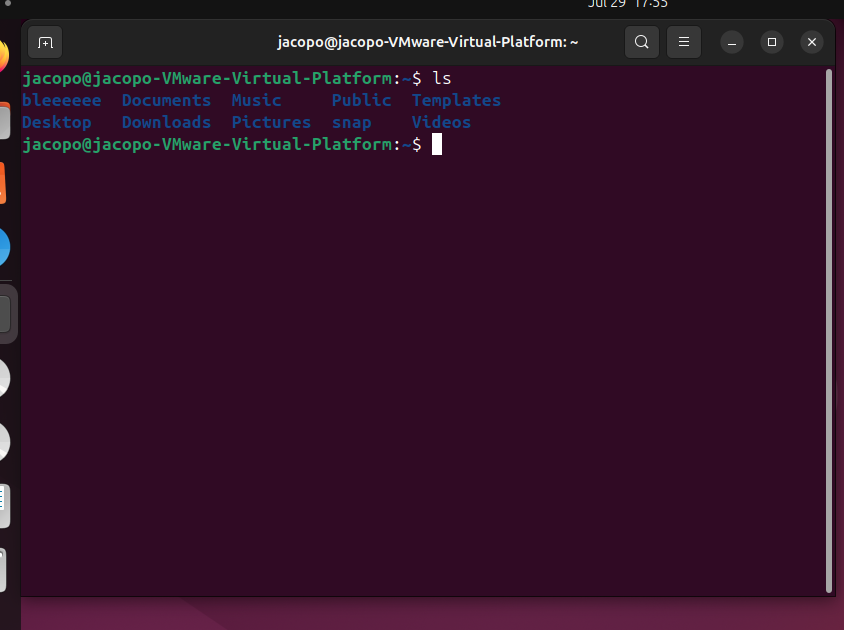 Jul 29 17:55
jacopo@jacopo-VMware-Virtual-Platform: ~
jacopo@jacopo-VMware-Virtual-Platform:~$ ls
bleeeeee Documents Music Public Templates
Desktop Downloads Pictures snap Videos
jacopo@jacopo-VMware-Virtual-Platform:~$